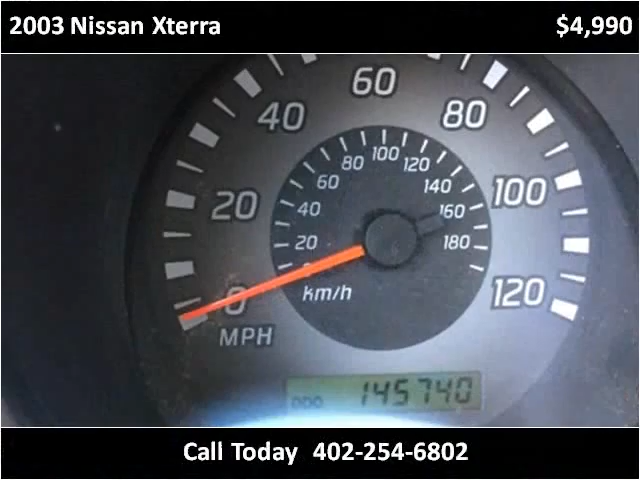 2003 Nissan Xterra $4,990
60
40 80
100
80 120
60 140
20 40 160 100
20 180
0 km/h 120
MPH
ODO 145740
Call Today 402-254-6802